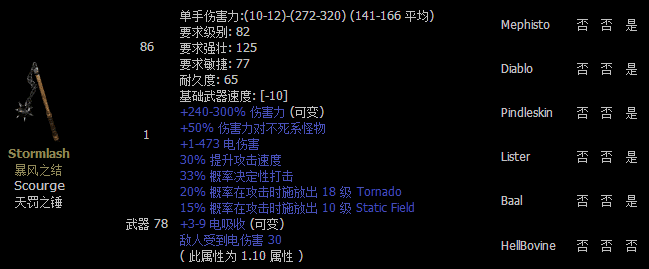 Stormlash
暴风之结
Scourge
天罚之锤
86
1
武器 78
单手伤害力:(10-12)-(272-320) (141-166 平均)
要求级别: 82
要求强壮: 125
要求敏捷: 77
耐久度: 65
基础武器速度: [-10]
+240-300% 伤害力 (可变)
+50% 伤害力对不死系怪物
+1-473 电伤害
30% 提升攻击速度
33% 概率决定性打击
20% 概率在攻击时施放出 18 级 Tornado
15% 概率在攻击时施放出 10 级 Static Field
+3-9 电吸收 (可变)
敌人受到电伤害 30
( 此属性为 1.10 属性 )
Mephisto 否 否 是
Diablo 否 否 是
Pindleskin 否 否 是
Lister 否 否 是
Baal 否 否 是
HellBovine 否 否 否